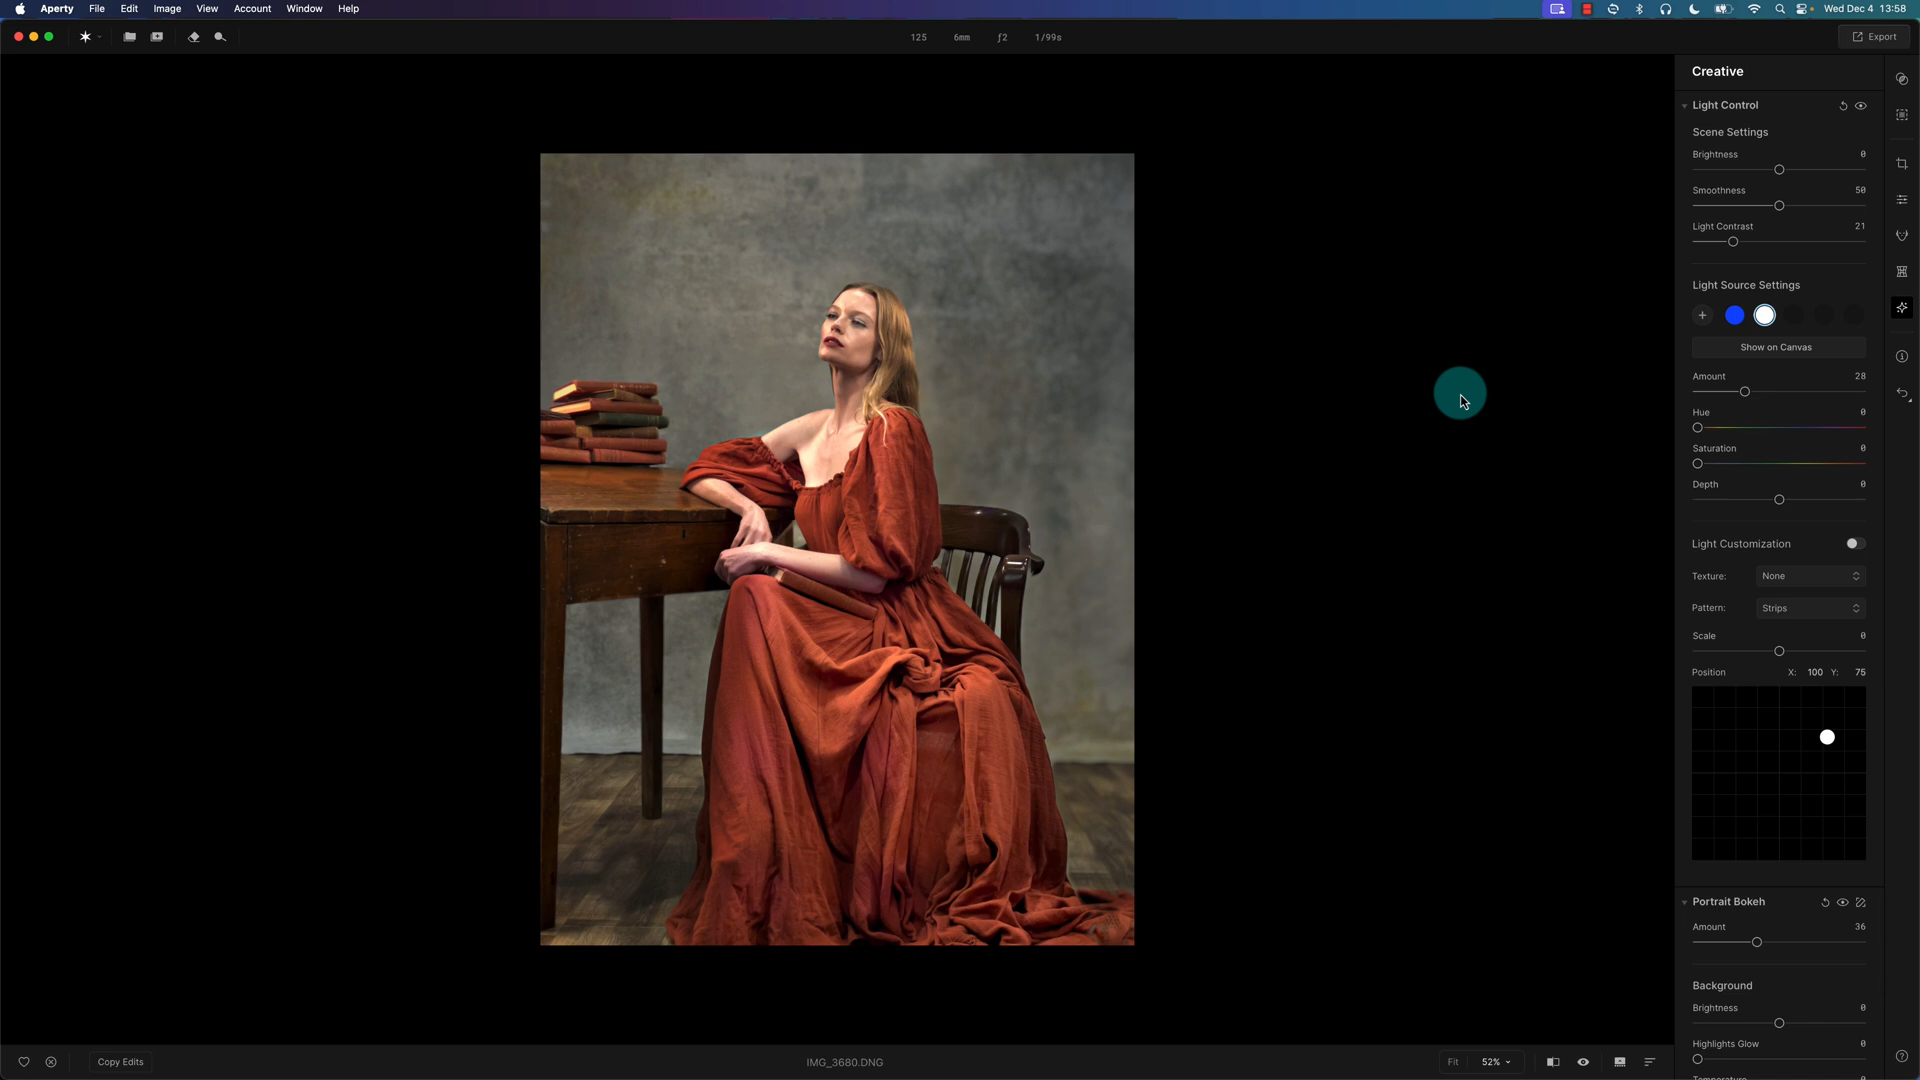 Aperty File Edit Image View Account Window Help Wed Dec 4 13:58
125 6mm ƒ2 1/99s Export
Creative
Light Control
Scene Settings
Brightness 0
Smoothness 50
Light Contrast 21
Light Source Settings
+
Show on Canvas
Amount 28
Hue 0
Saturation 0
Depth 0
Light Customization
Texture: None
Pattern: Strips
Scale 0
Position X: 100 Y: 75
Portrait Bokeh
Amount 36
Background
Brightness 0
Highlights Glow 0
Copy Edits IMG_3680.DNG Fit 52%